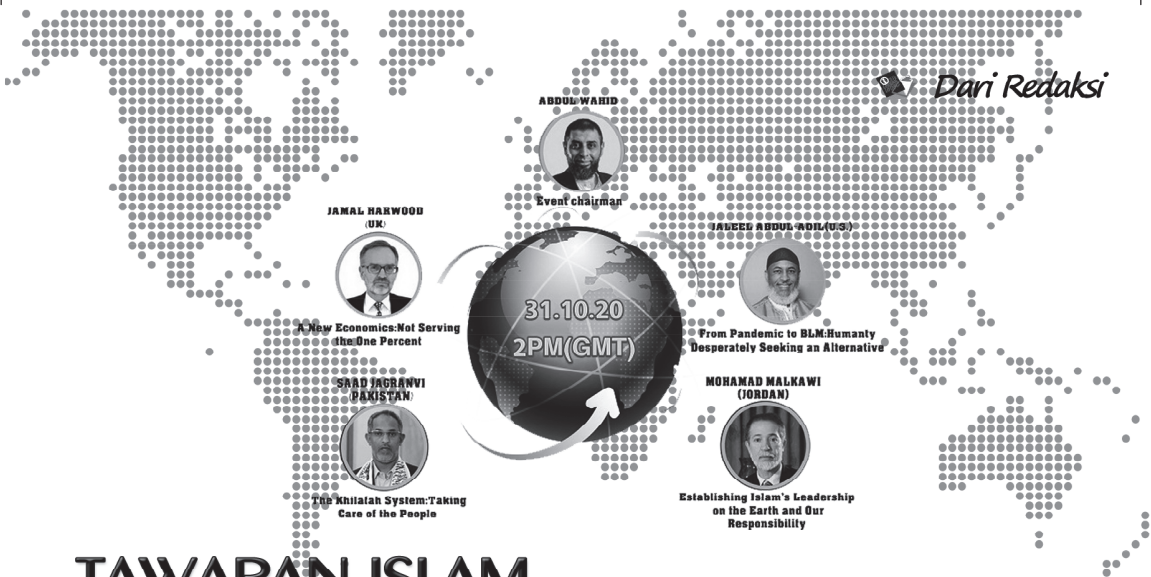 Dari Redaksi
ABDUL WAHID
Event chairman
JAMAL HARWOOD
(UK)
A New Economics:Not Serving
the One Percent
JALEEL ABDUL-ADIL(U.S.)
From Pandemic to BLM:Humanty
Desperately Seeking an Alternative
31.10.20
2PM(GMT)
SAAD JAGRANVI
(PAKISTAN)
The Khilafah System:Taking
Care of the People
MOHAMAD MALKAWI
(JORDAN)
Establishing Islam's Leadership
on the Earth and Our
Responsibility
TAWARAN ISLAM